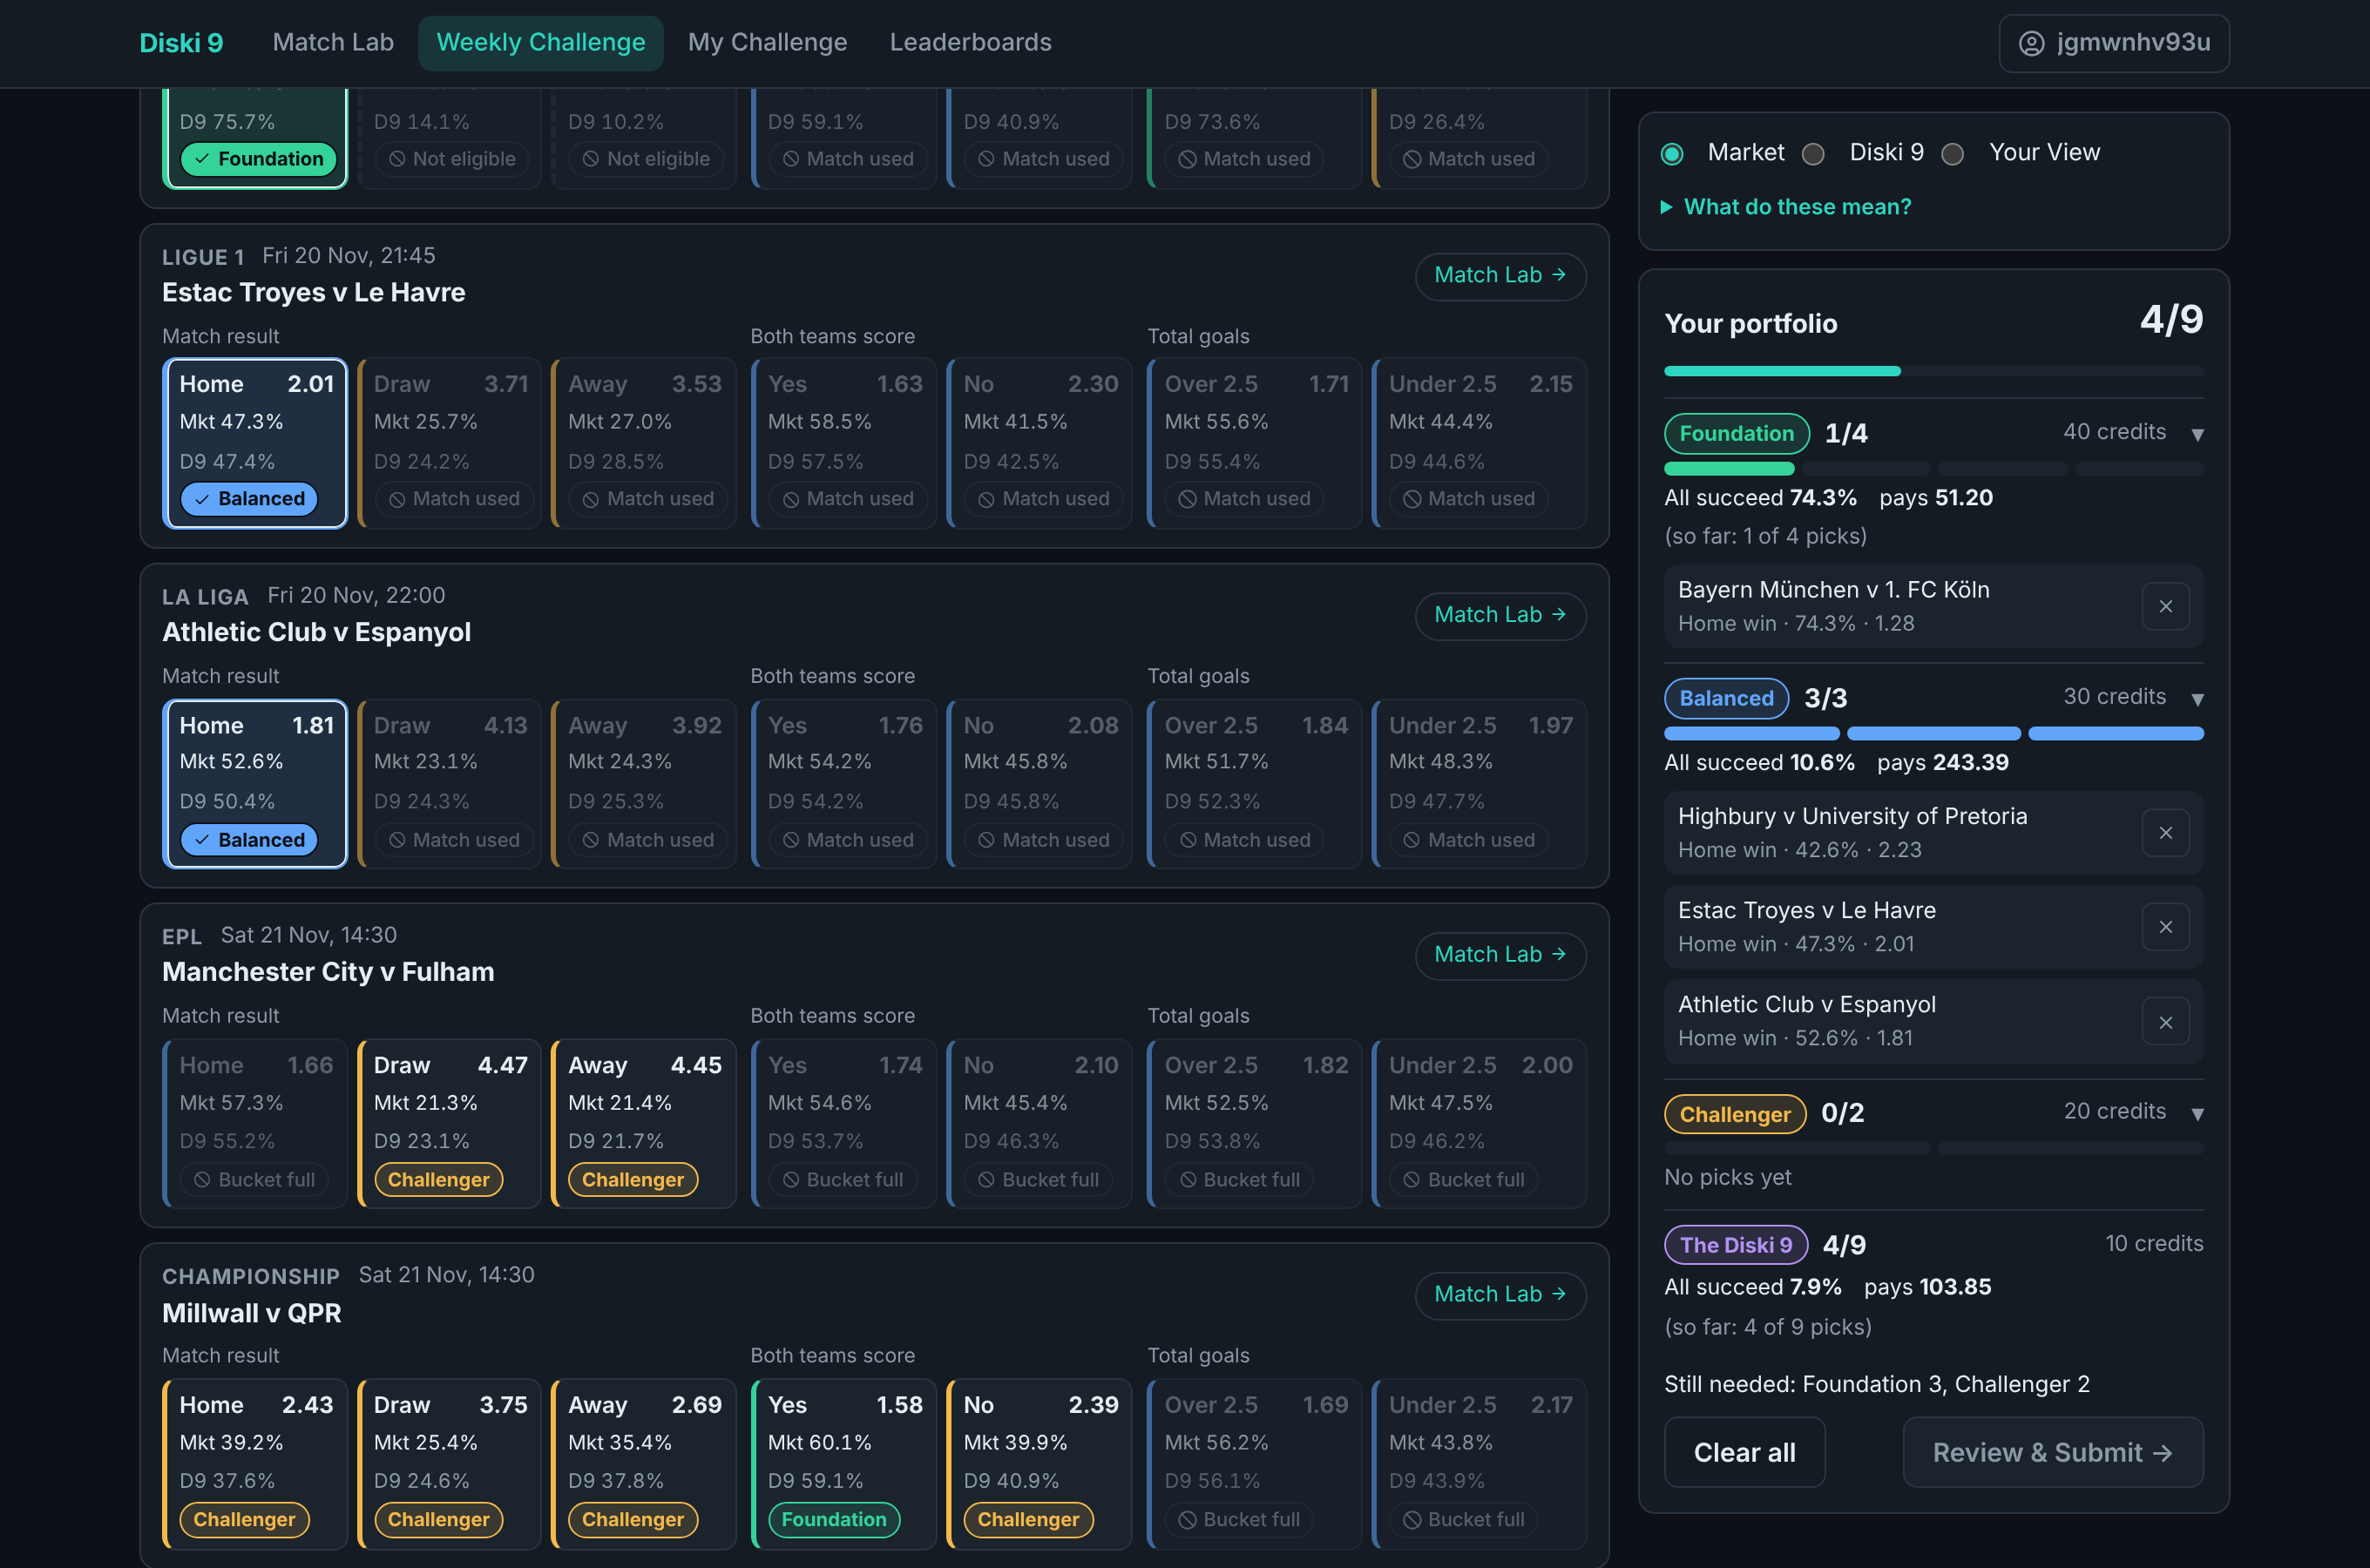 Diski 9 Match Lab Weekly Challenge My Challenge Leaderboards jgmwnhv93u
D9 75.7% D9 14.1% D9 10.2% D9 59.1% D9 40.9% D9 73.6% D9 26.4%
Foundation Not eligible Not eligible Match used Match used Match used Match used
LIGUE 1 Fri 20 Nov, 21:45
Estac Troyes v Le Havre
Match Lab →
Match result Both teams score Total goals
Home 2.01 Draw 3.71 Away 3.53 Yes 1.63 No 2.30 Over 2.5 1.71 Under 2.5 2.15
Mkt 47.3% Mkt 25.7% Mkt 27.0% Mkt 58.5% Mkt 41.5% Mkt 55.6% Mkt 44.4%
D9 47.4% D9 24.2% D9 28.5% D9 57.5% D9 42.5% D9 55.4% D9 44.6%
Balanced Match used Match used Match used Match used Match used Match used
LA LIGA Fri 20 Nov, 22:00
Athletic Club v Espanyol
Match Lab →
Match result Both teams score Total goals
Home 1.81 Draw 4.13 Away 3.92 Yes 1.76 No 2.08 Over 2.5 1.84 Under 2.5 1.97
Mkt 52.6% Mkt 23.1% Mkt 24.3% Mkt 54.2% Mkt 45.8% Mkt 51.7% Mkt 48.3%
D9 50.4% D9 24.3% D9 25.3% D9 54.2% D9 45.8% D9 52.3% D9 47.7%
Balanced Match used Match used Match used Match used Match used Match used
EPL Sat 21 Nov, 14:30
Manchester City v Fulham
Match Lab →
Match result Both teams score Total goals
Home 1.66 Draw 4.47 Away 4.45 Yes 1.74 No 2.10 Over 2.5 1.82 Under 2.5 2.00
Mkt 57.3% Mkt 21.3% Mkt 21.4% Mkt 54.6% Mkt 45.4% Mkt 52.5% Mkt 47.5%
D9 55.2% D9 23.1% D9 21.7% D9 53.7% D9 46.3% D9 53.8% D9 46.2%
Bucket full Challenger Challenger Bucket full Bucket full Bucket full Bucket full
CHAMPIONSHIP Sat 21 Nov, 14:30
Millwall v QPR
Match Lab →
Match result Both teams score Total goals
Home 2.43 Draw 3.75 Away 2.69 Yes 1.58 No 2.39 Over 2.5 1.69 Under 2.5 2.17
Mkt 39.2% Mkt 25.4% Mkt 35.4% Mkt 60.1% Mkt 39.9% Mkt 56.2% Mkt 43.8%
D9 37.6% D9 24.6% D9 37.8% D9 59.1% D9 40.9% D9 56.1% D9 43.9%
Challenger Challenger Challenger Foundation Challenger Bucket full Bucket full
Market Diski 9 Your View
What do these mean?
Your portfolio 4/9
Foundation 1/4 40 credits
All succeed 74.3% pays 51.20
(so far: 1 of 4 picks)
Bayern München v 1. FC Köln
Home win · 74.3% · 1.28
Balanced 3/3 30 credits
All succeed 10.6% pays 243.39
Highbury v University of Pretoria
Home win · 42.6% · 2.23
Estac Troyes v Le Havre
Home win · 47.3% · 2.01
Athletic Club v Espanyol
Home win · 52.6% · 1.81
Challenger 0/2 20 credits
No picks yet
The Diski 9 4/9 10 credits
All succeed 7.9% pays 103.85
(so far: 4 of 9 picks)
Still needed: Foundation 3, Challenger 2
Clear all Review & Submit →